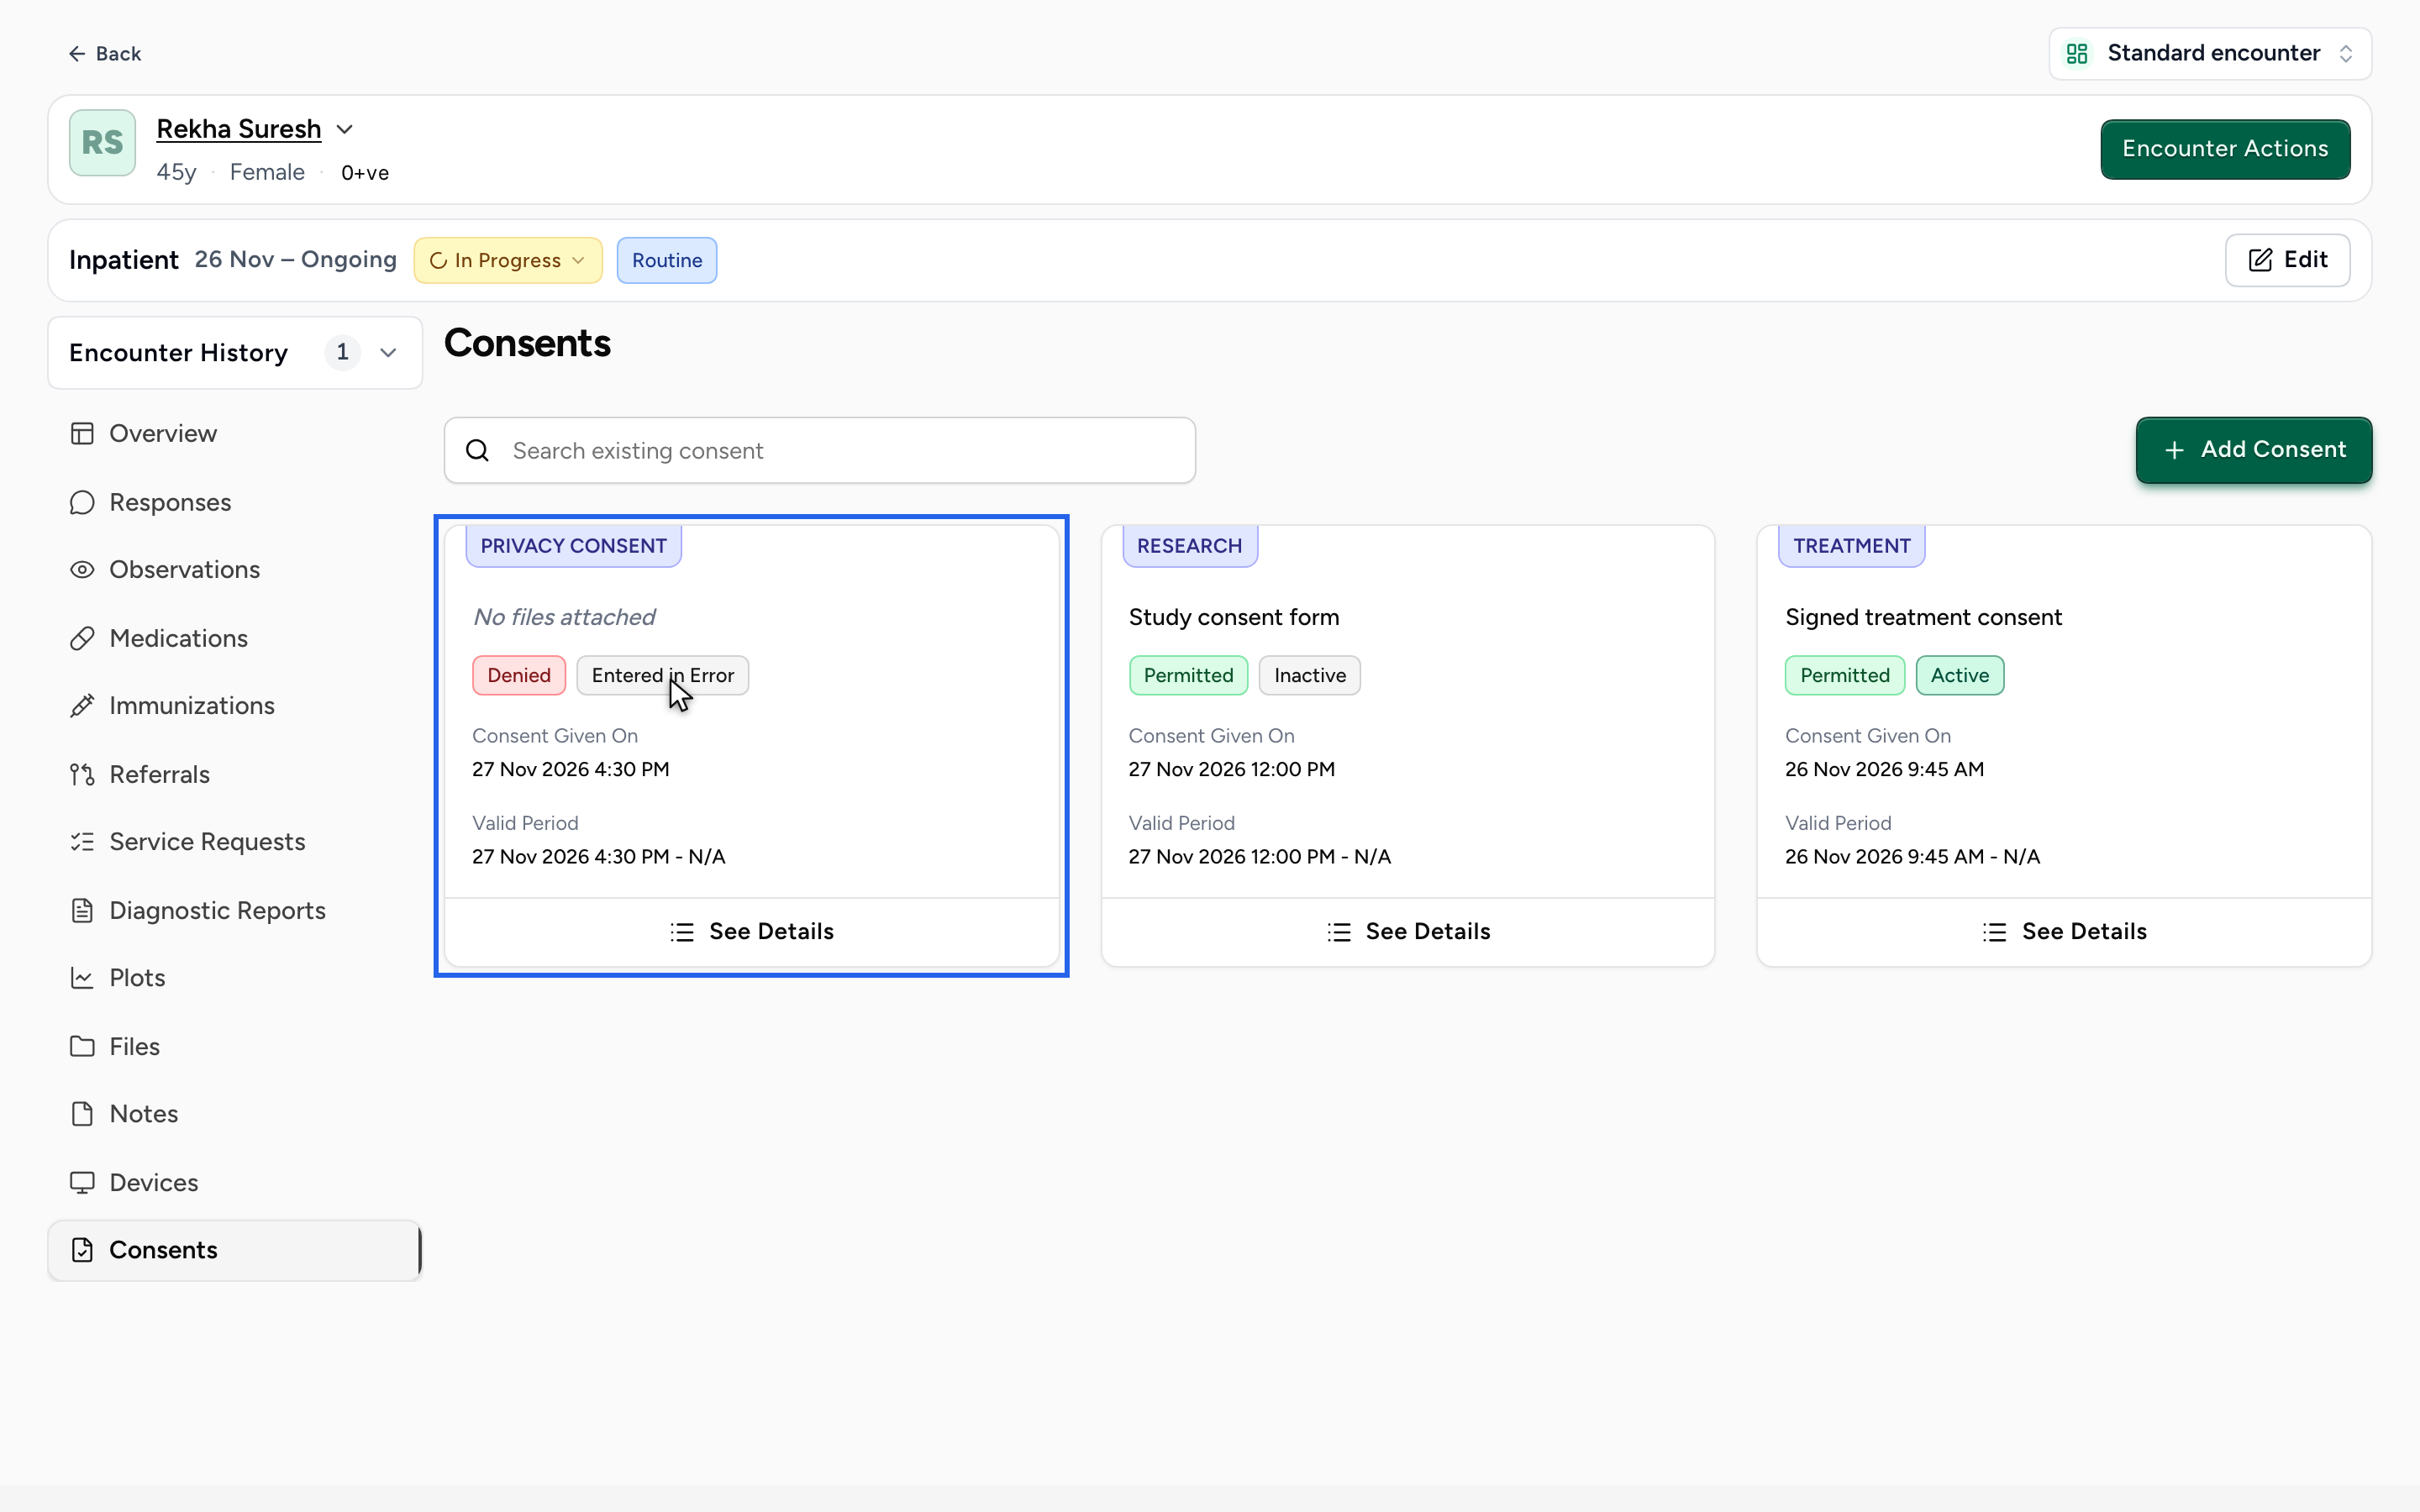 Back
Standard encounter
RS
Rekha Suresh
45y · Female · 0+ve
Encounter Actions
Inpatient 26 Nov – Ongoing In Progress Routine
Edit
Encounter History 1
Overview
Responses
Observations
Medications
Immunizations
Referrals
Service Requests
Diagnostic Reports
Plots
Files
Notes
Devices
Consents
Consents
Search existing consent
Add Consent
PRIVACY CONSENT
No files attached
Denied Entered in Error
Consent Given On
27 Nov 2026 4:30 PM
Valid Period
27 Nov 2026 4:30 PM - N/A
See Details
RESEARCH
Study consent form
Permitted Inactive
Consent Given On
27 Nov 2026 12:00 PM
Valid Period
27 Nov 2026 12:00 PM - N/A
See Details
TREATMENT
Signed treatment consent
Permitted Active
Consent Given On
26 Nov 2026 9:45 AM
Valid Period
26 Nov 2026 9:45 AM - N/A
See Details